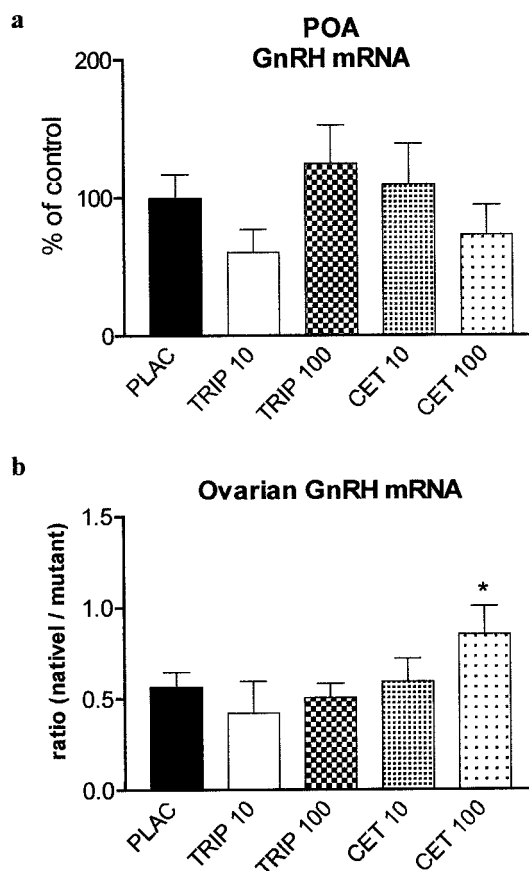 a
POA
GnRH mRNA
% of control
200
100
0
PLAC
TRIP 10
TRIP 100
CET 10
CET 100
b
Ovarian GnRH mRNA
ratio (nativel / mutant)
1.5
1.0
0.5
0.0
*
PLAC
TRIP 10
TRIP 100
CET 10
CET 100